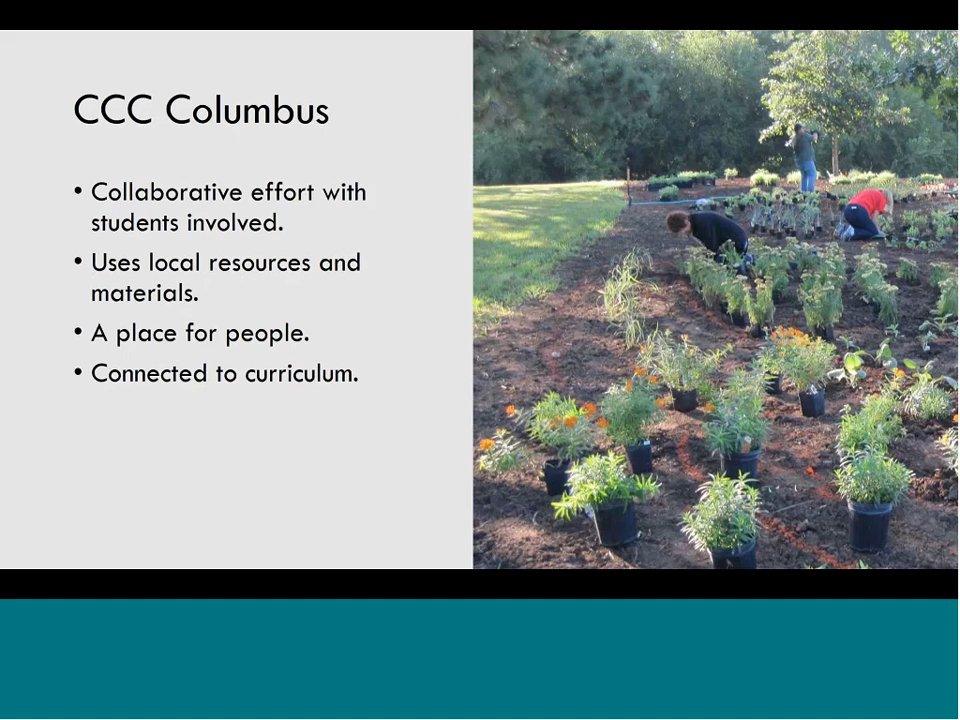 CCC Columbus
• Collaborative effort with
students involved.
• Uses local resources and
materials.
• A place for people.
• Connected to curriculum.